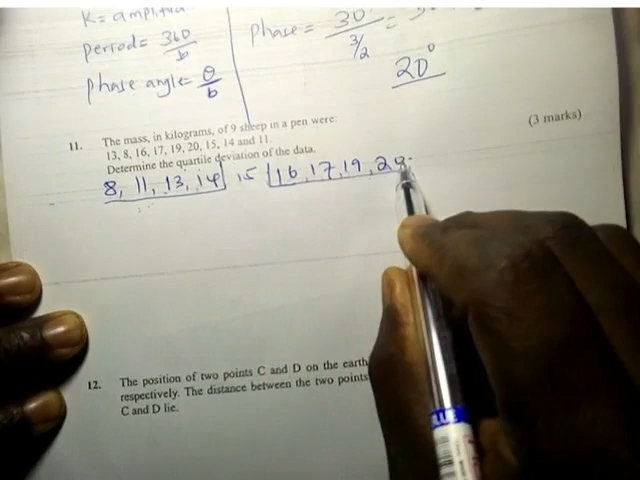 K = amplitud
period = 360/b
phase angle = θ/b
phase = 30/3/2 =
20°
11. The mass, in kilograms, of 9 sheep in a pen were: (3 marks)
13, 8, 16, 17, 19, 20, 15, 14 and 11.
Determine the quartile deviation of the data.
8, 11, 13, 14 15 16, 17, 19, 20
12. The position of two points C and D on the earth
respectively. The distance between the two points
C and D lie.